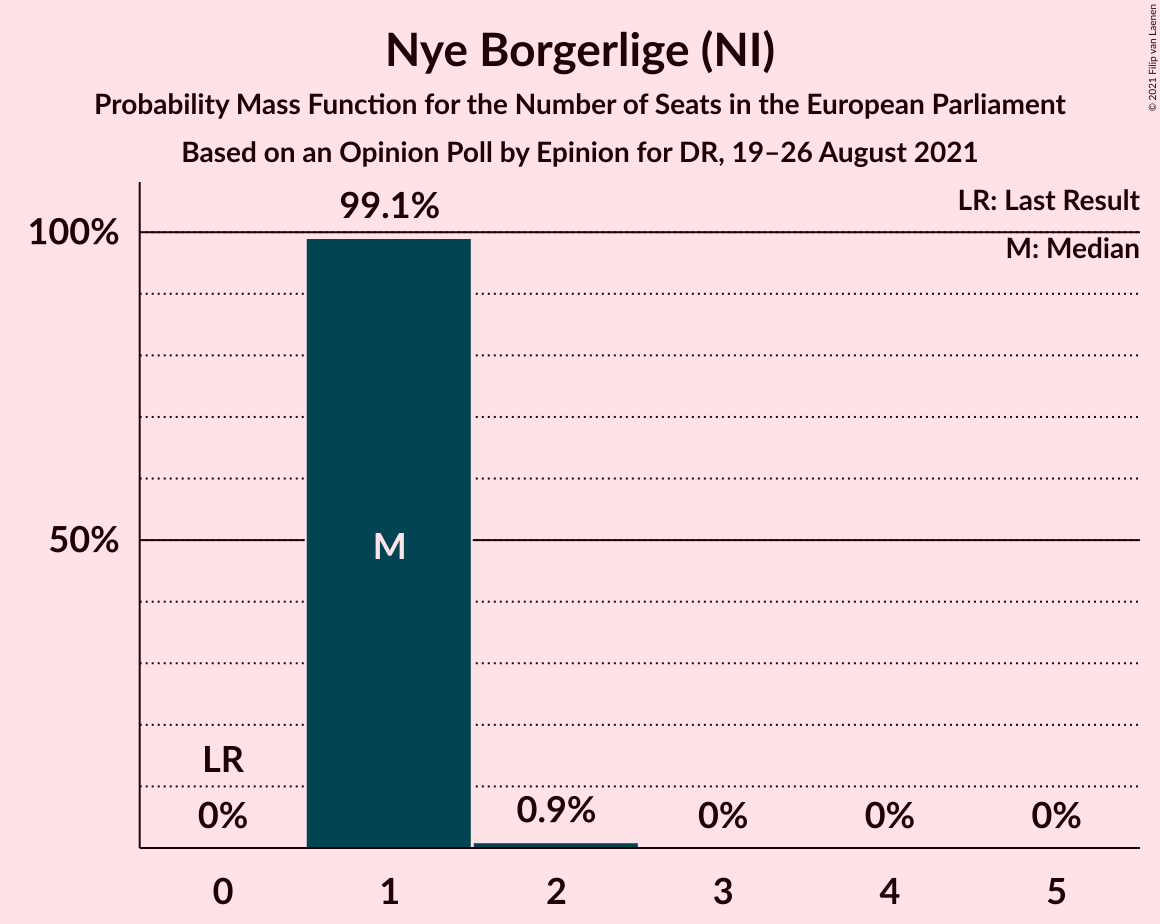 Nye Borgerlige (NI)
Probability Mass Function for the Number of Seats in the European Parliament
Based on an Opinion Poll by Epinion for DR, 19–26 August 2021
© 2021 Filip van Laenen
LR: Last Result
M: Median
99.1%
100%
50%
M
LR
0%
0.9%
0%
0%
0%
0
1
2
3
4
5